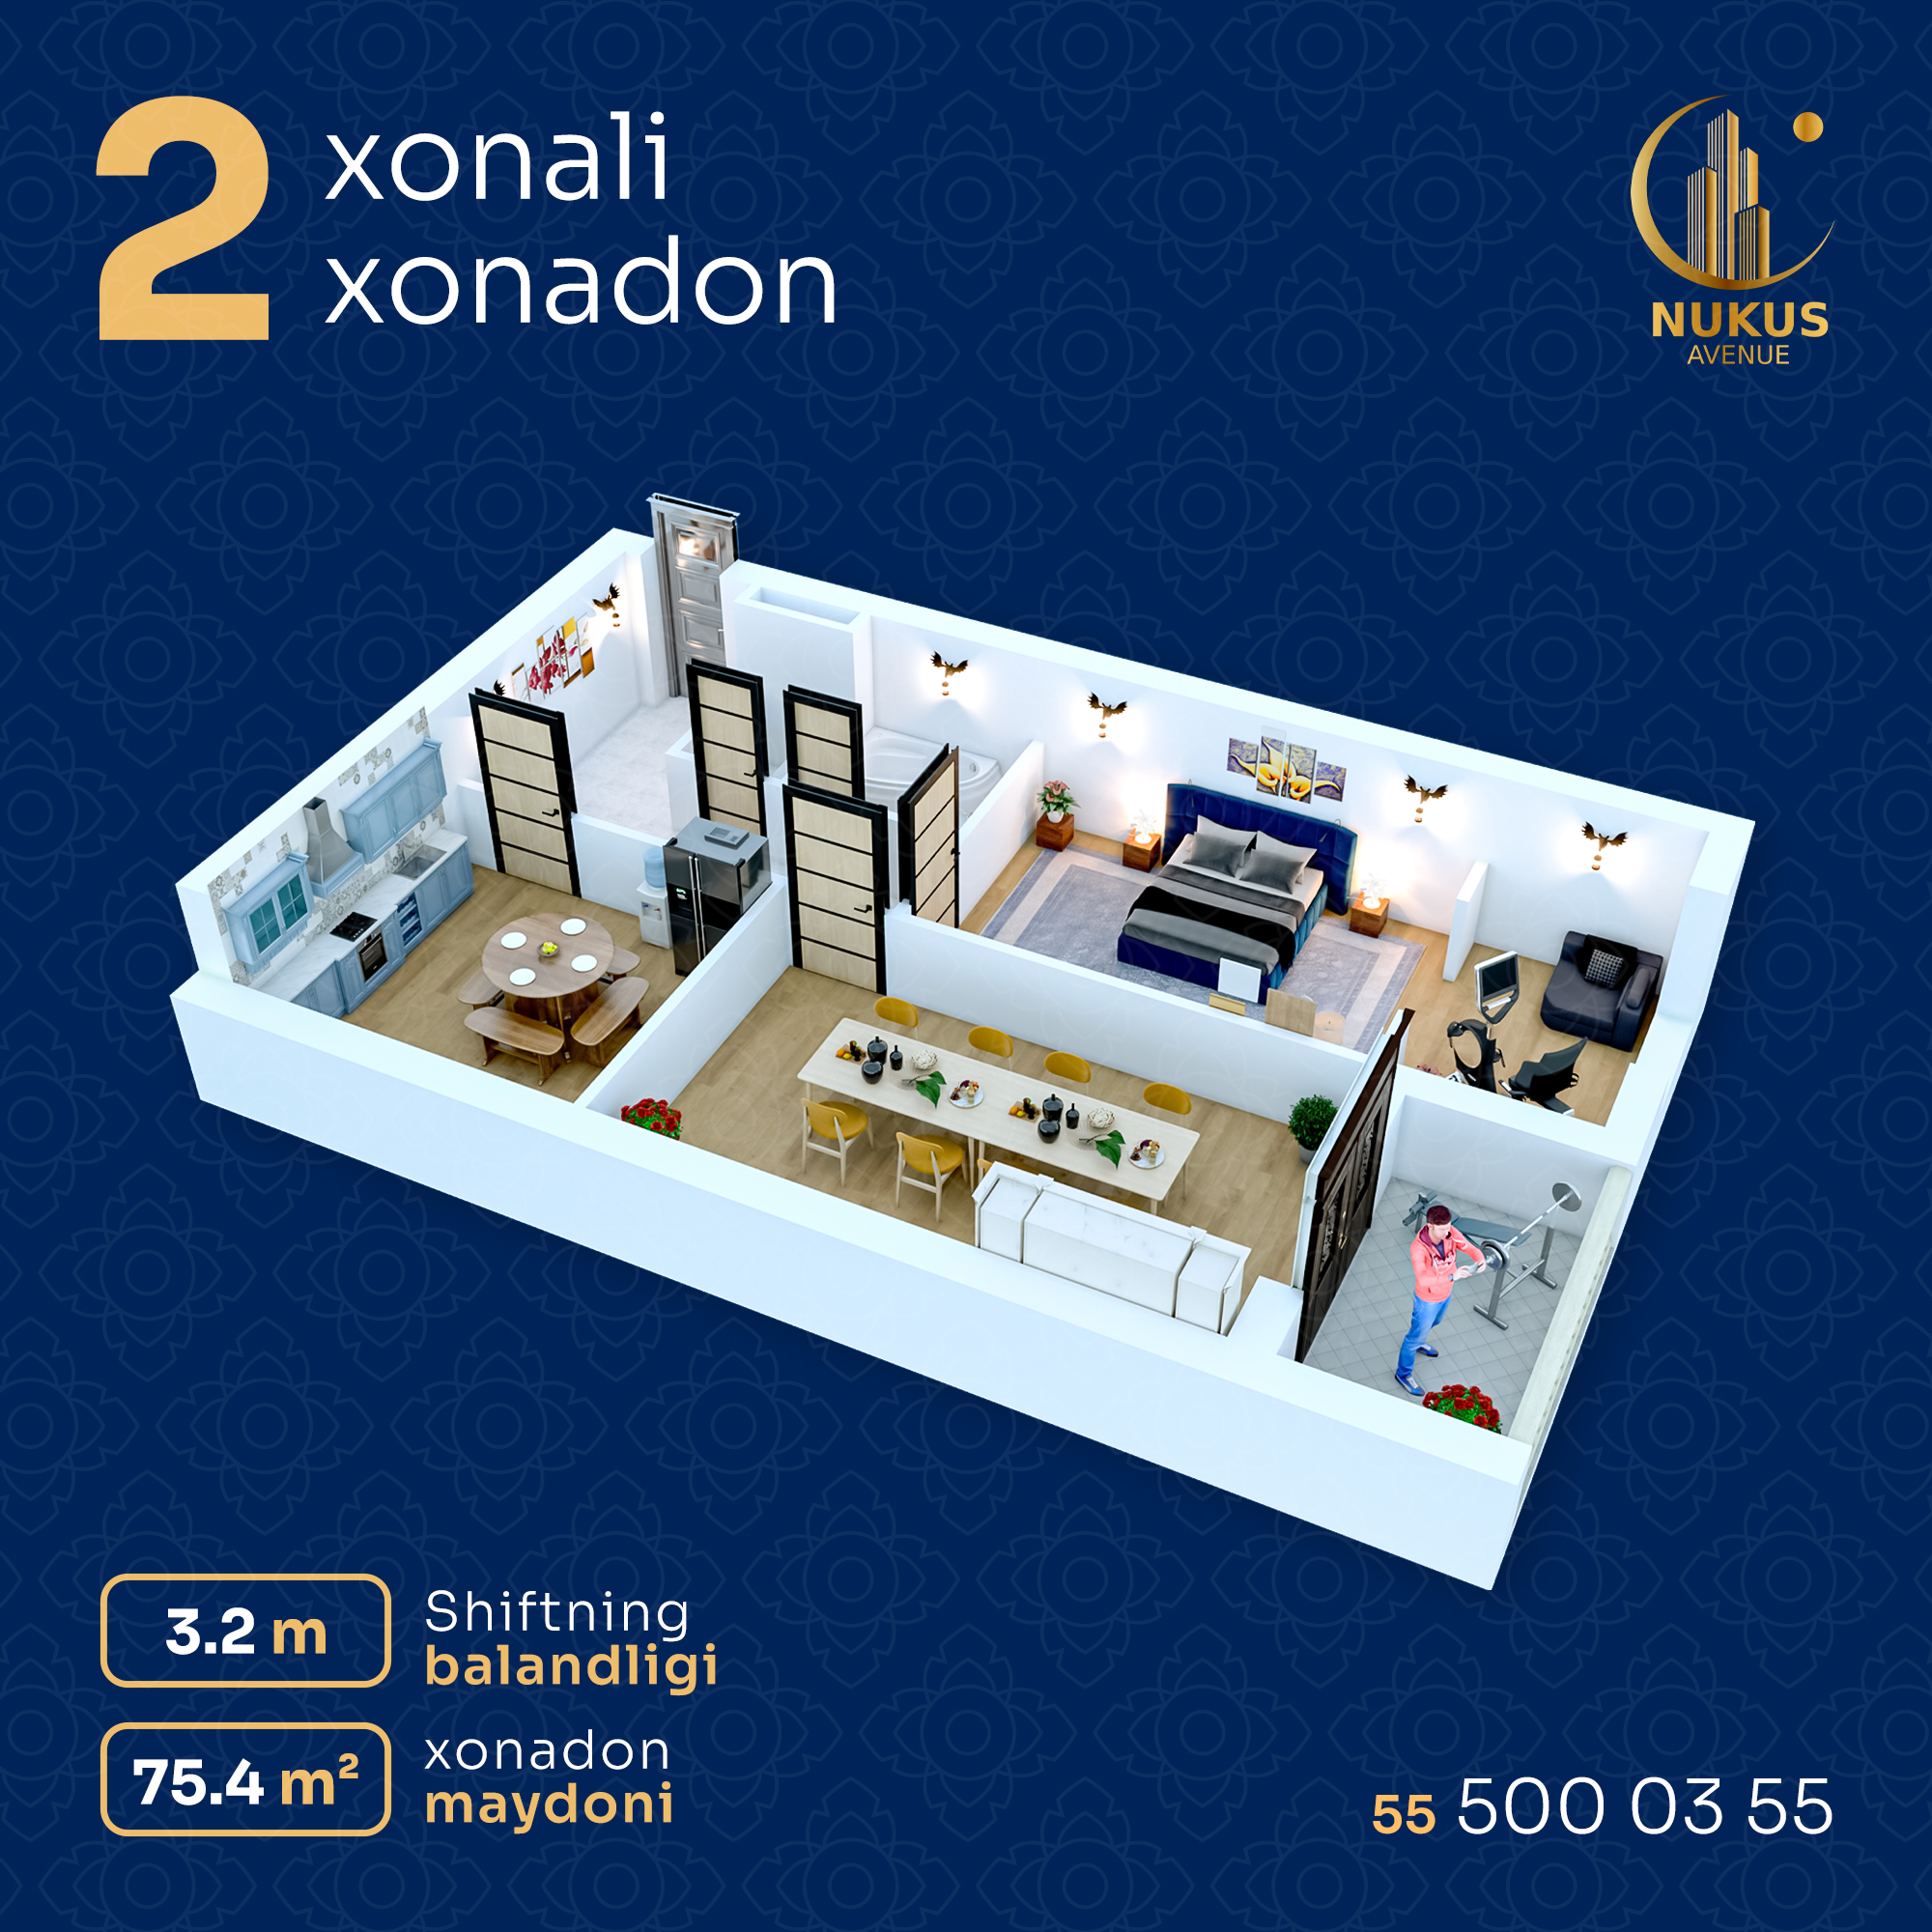 2 xonali
xonadon
NUKUS
AVENUE
3.2 m
Shiftning
balandligi
75.4 m²
xonadon
maydoni
55 500 03 55